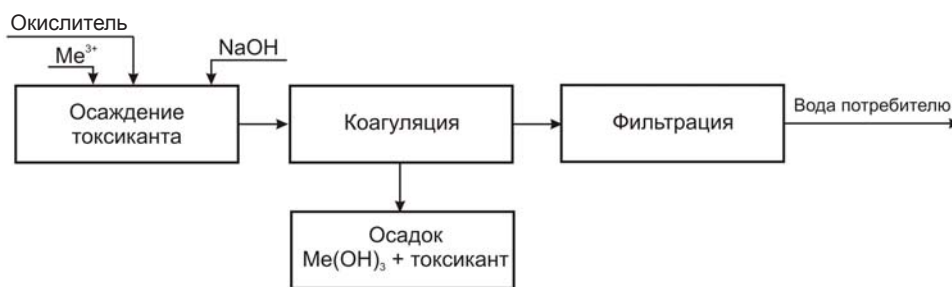 Окислитель
Me³⁺
NaOH
Осаждение
токсиканта
Коагуляция
Фильтрация
Вода потребителю
Осадок
Me(OH)₃ + токсикант